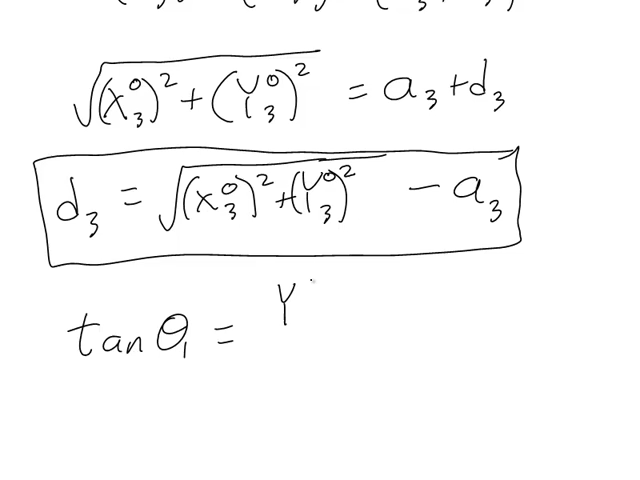 √(x₃⁰)² + (Y₃⁰)² = a₃ + d₃
d₃ = √(x₃⁰)² + (Y₃⁰)² − a₃
tan θ₁ = Y